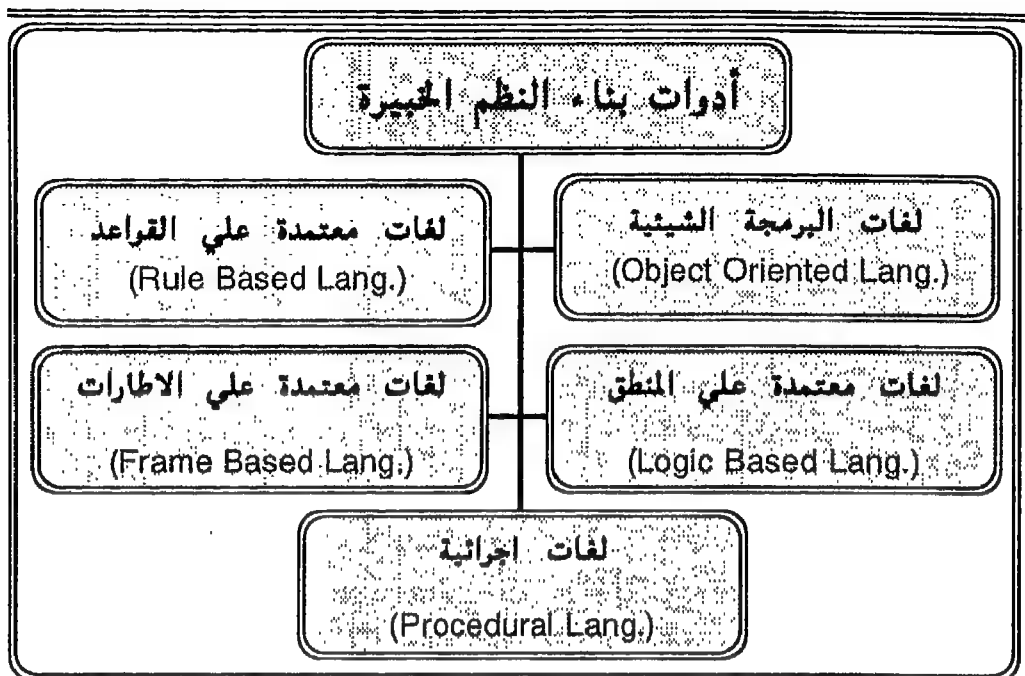 أدوات بناء النظم الخبيرة
لغات البرمجة الشيئية
(Object Oriented Lang.)
لغات معتمدة علي القواعد
(Rule Based Lang.)
لغات معتمدة علي المنطق
(Logic Based Lang.)
لغات معتمدة علي الاطارات
(Frame Based Lang.)
لغات اجرائية
(Procedural Lang.)